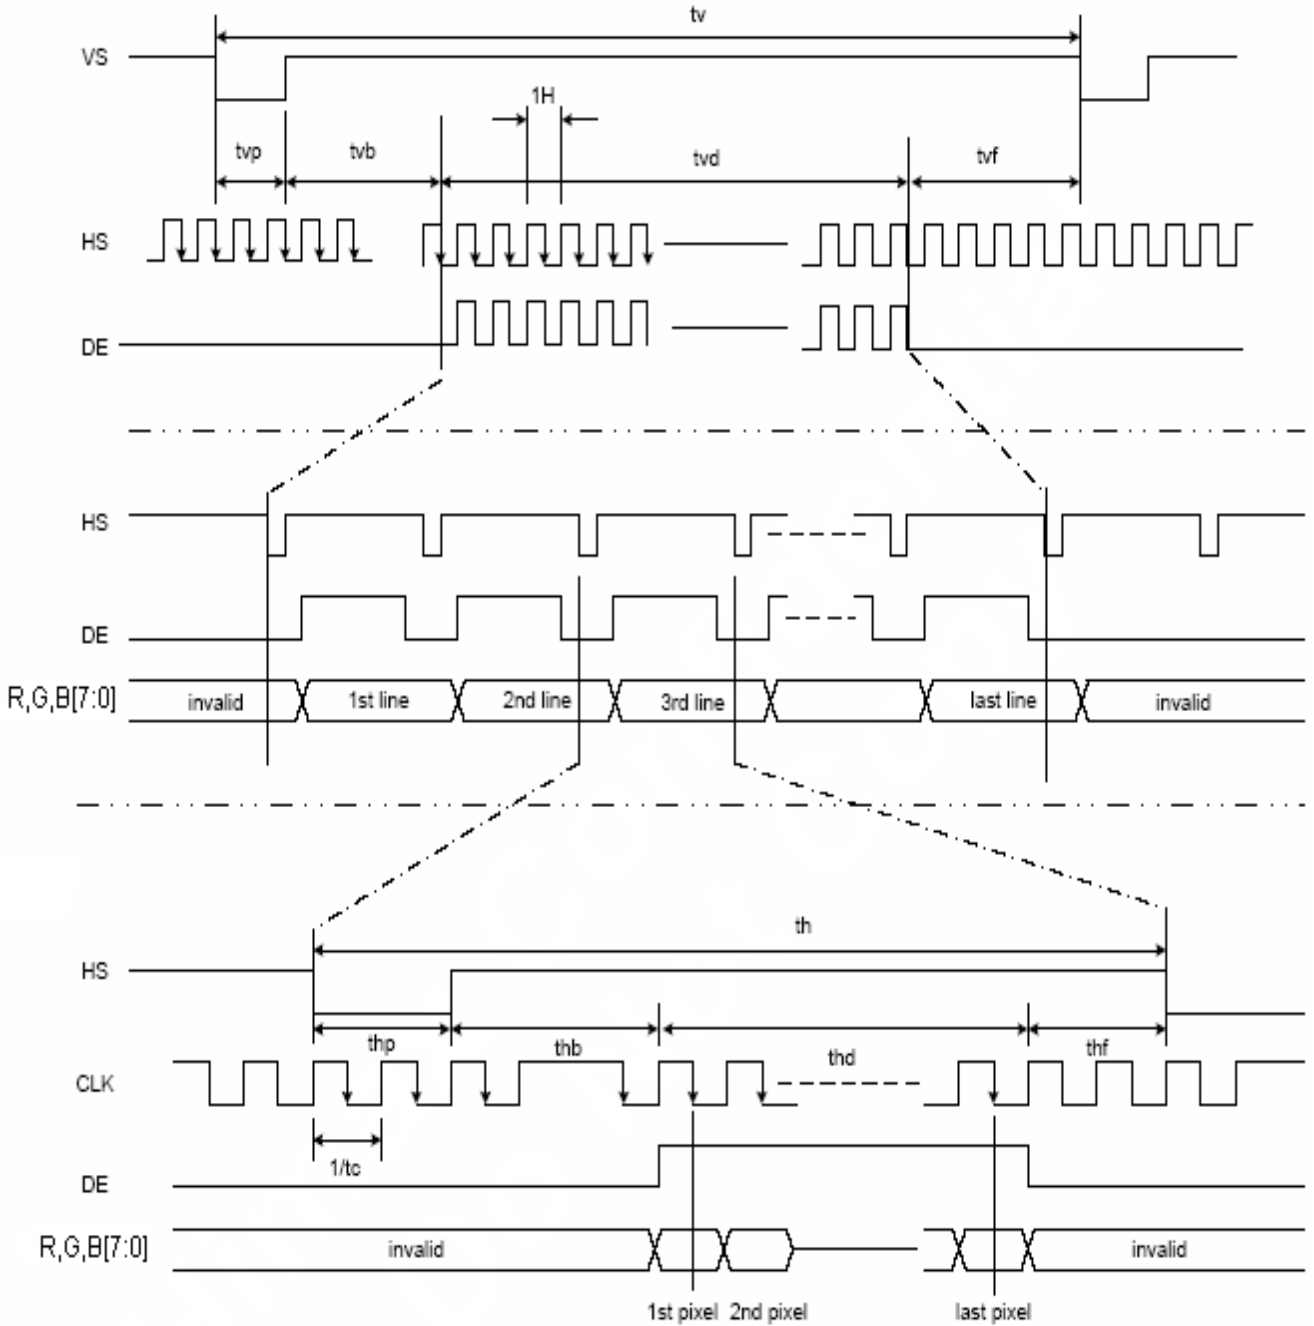 tv
VS
1H
tvp
tvb
tvd
tvf
HS
DE
HS
DE
R,G,B[7:0]
invalid
1st line
2nd line
3rd line
last line
invalid
th
HS
thp
thb
thd
thf
CLK
1/tc
DE
R,G,B[7:0]
invalid
invalid
1st pixel
2nd pixel
last pixel